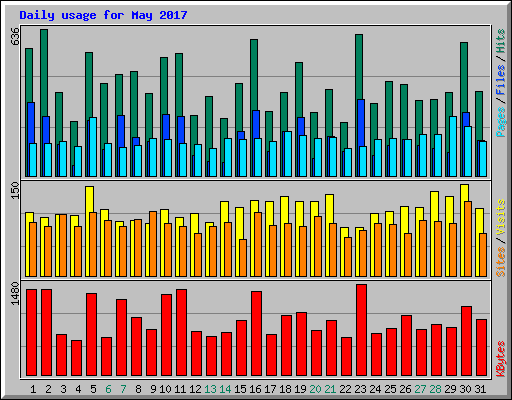 Daily usage for May 2017
636
Pages / Files / Hits
150
Sites / Visits
1480
KBytes
1 2 3 4 5 6 7 8 9 10 11 12 13 14 15 16 17 18 19 20 21 22 23 24 25 26 27 28 29 30 31